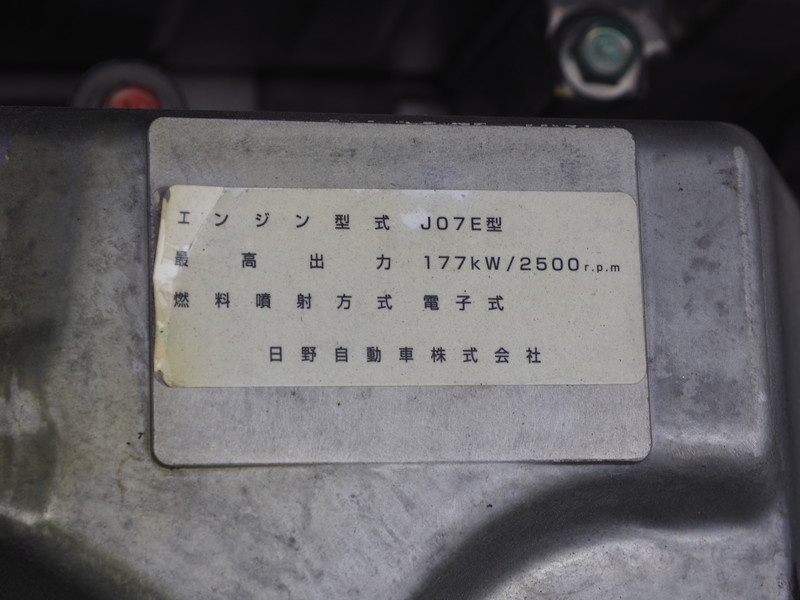 エンジン型式 J07E型
最高出力 177kW/2500r.p.m
燃料噴射方式 電子式
日野自動車株式会社